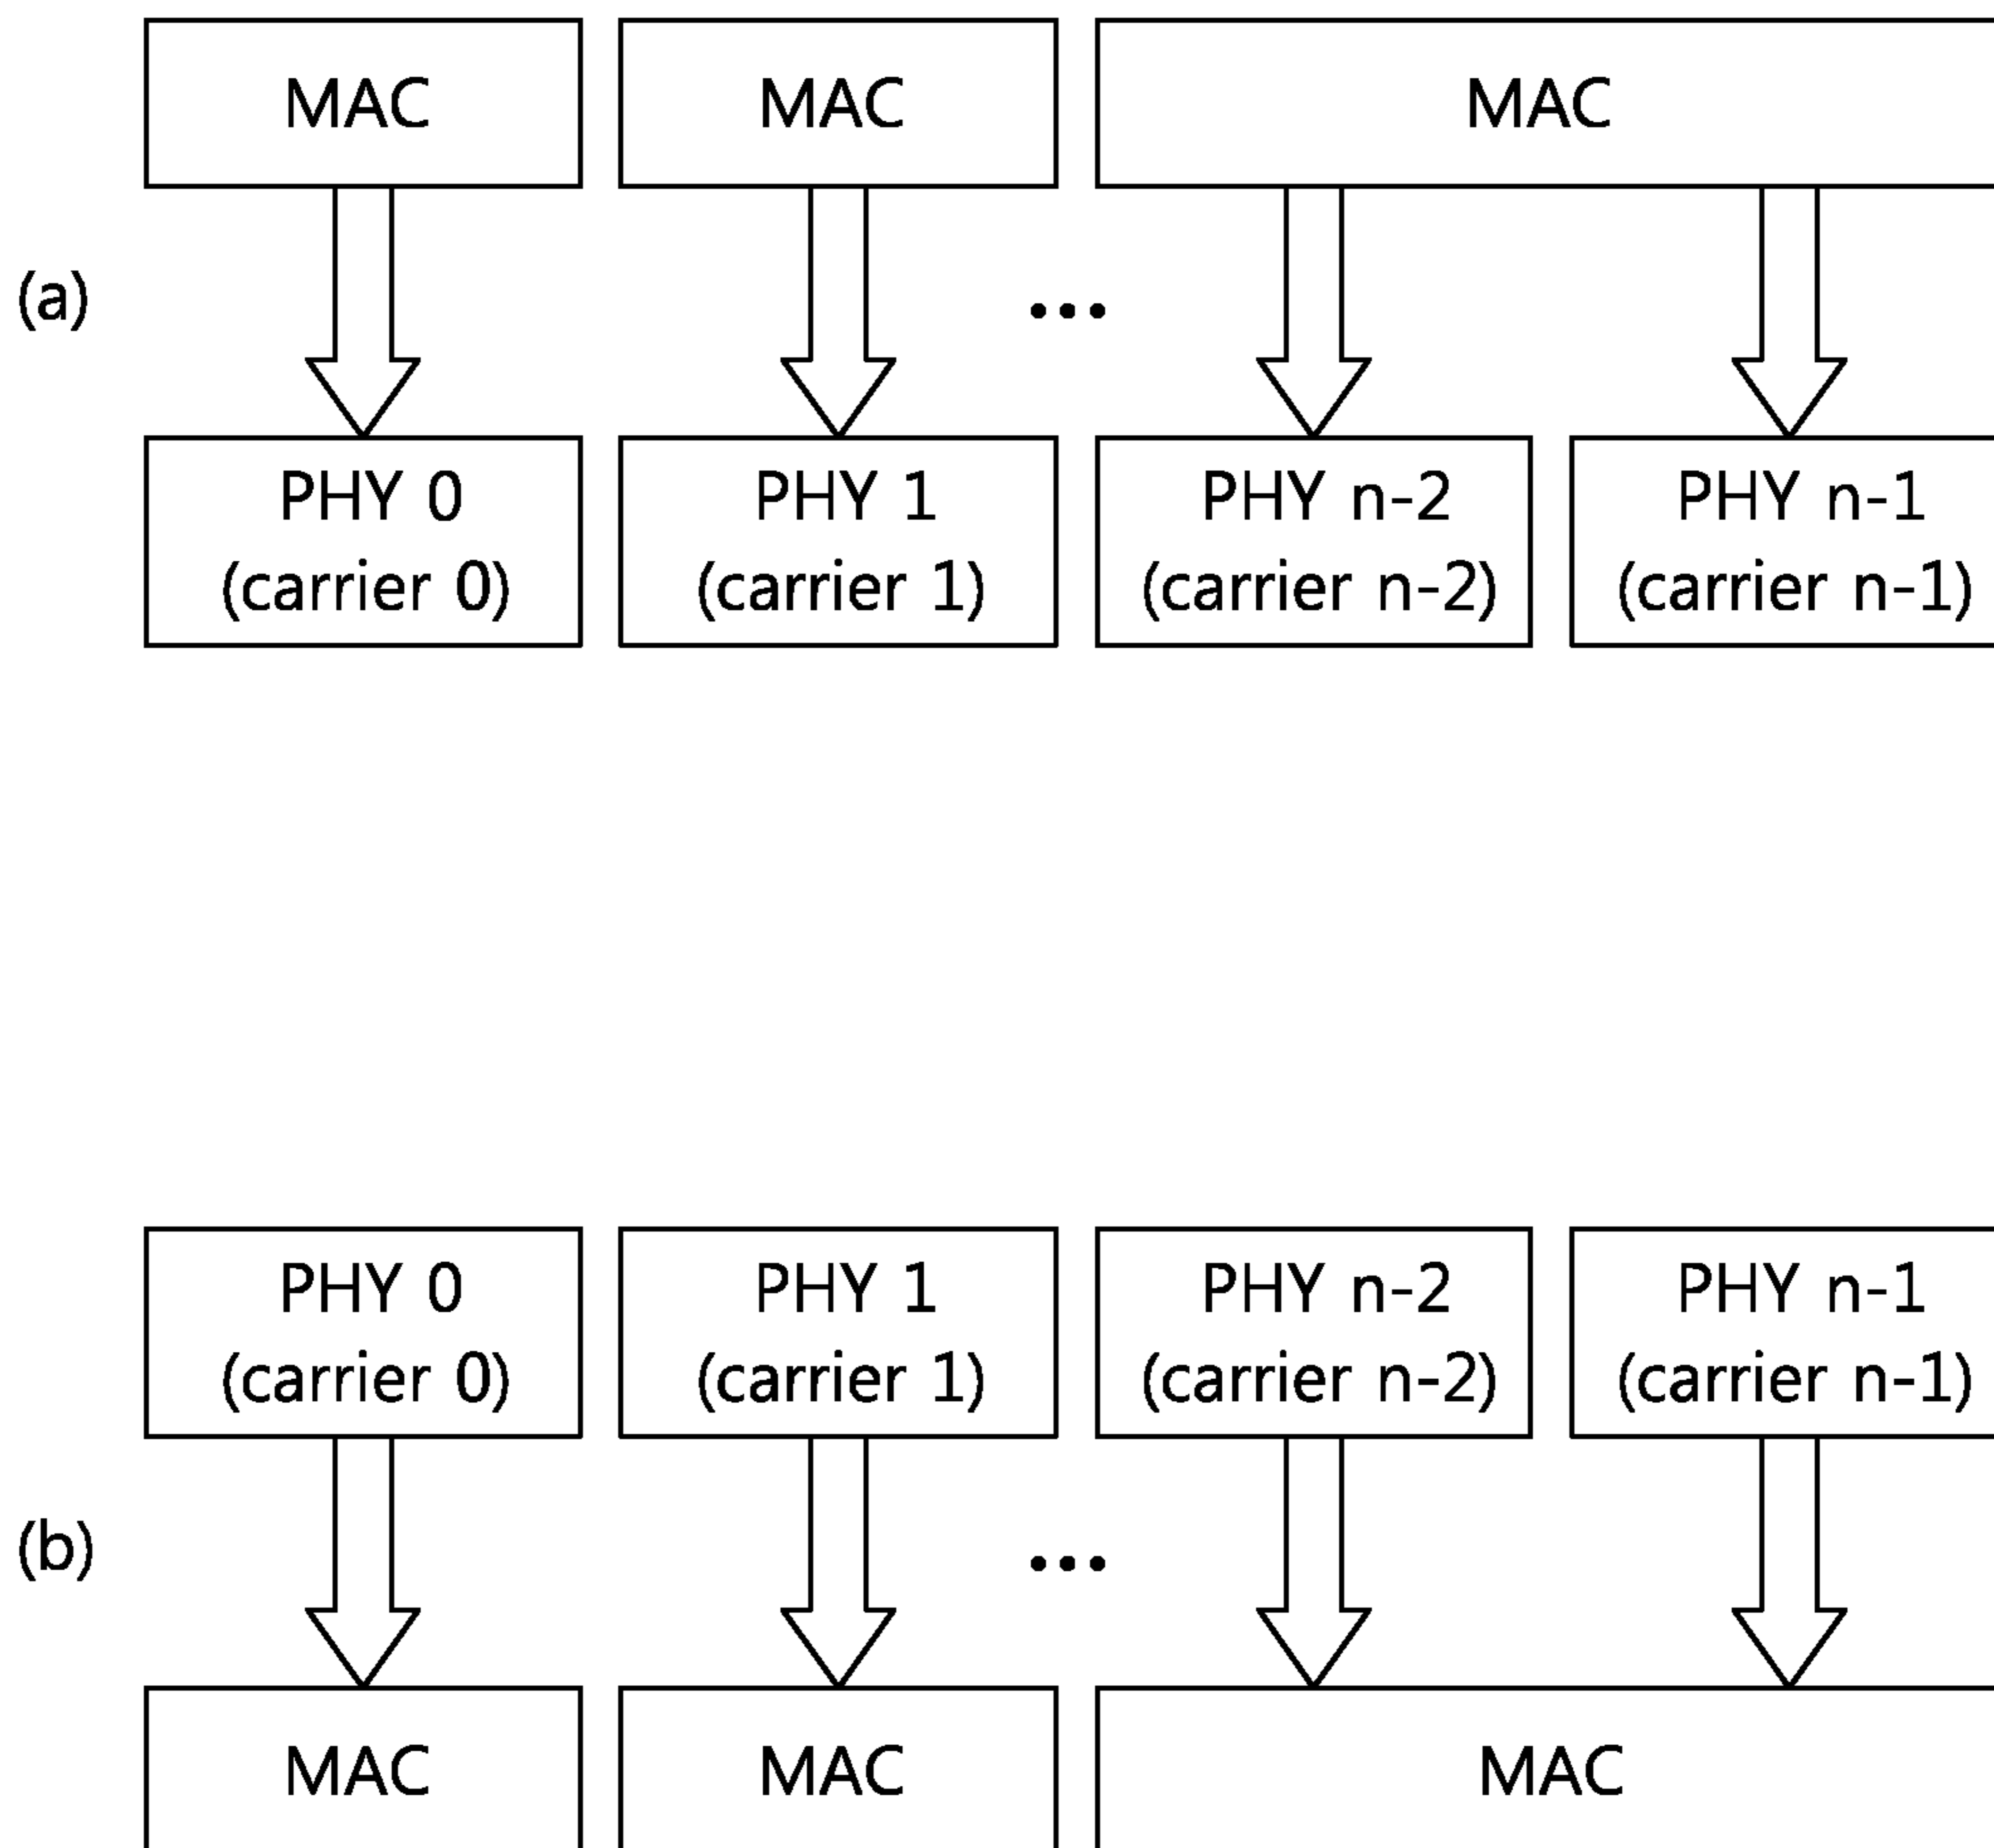 MAC MAC MAC
(a)
...
PHY 0 PHY 1 PHY n-2 PHY n-1
(carrier 0) (carrier 1) (carrier n-2) (carrier n-1)
PHY 0 PHY 1 PHY n-2 PHY n-1
(carrier 0) (carrier 1) (carrier n-2) (carrier n-1)
(b)
...
MAC MAC MAC